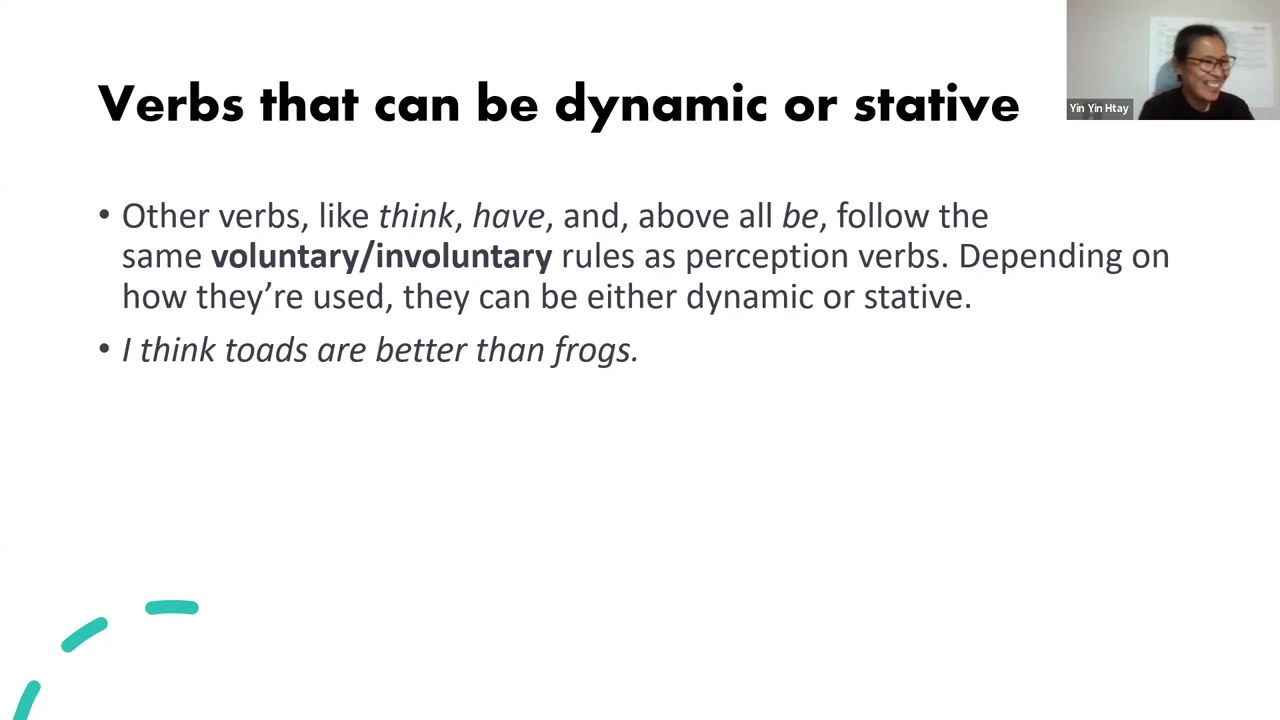 Verbs that can be dynamic or stative
Yin Yin Htay
• Other verbs, like think, have, and, above all be, follow the
same voluntary/involuntary rules as perception verbs. Depending on
how they’re used, they can be either dynamic or stative.
• I think toads are better than frogs.